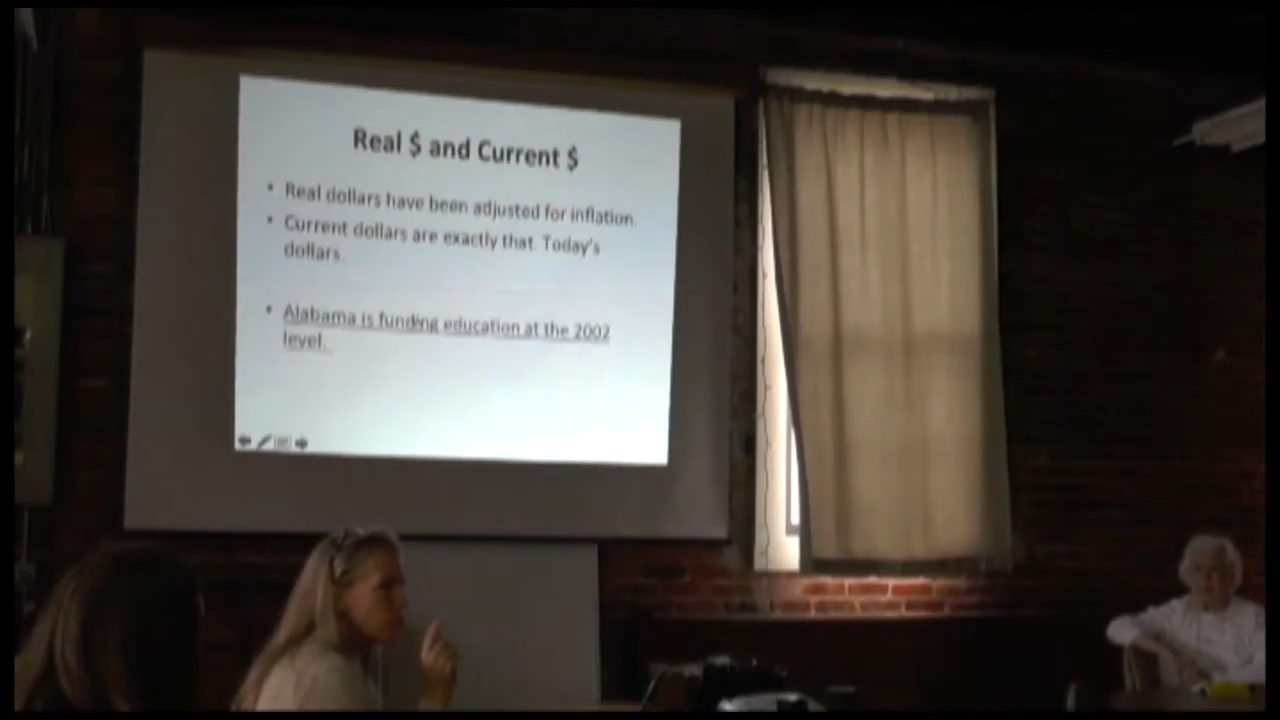 Real $ and Current $
• Real dollars have been adjusted for inflation.
• Current dollars are exactly that. Today's
dollars.
• Alabama is funding education at the 2002
level.